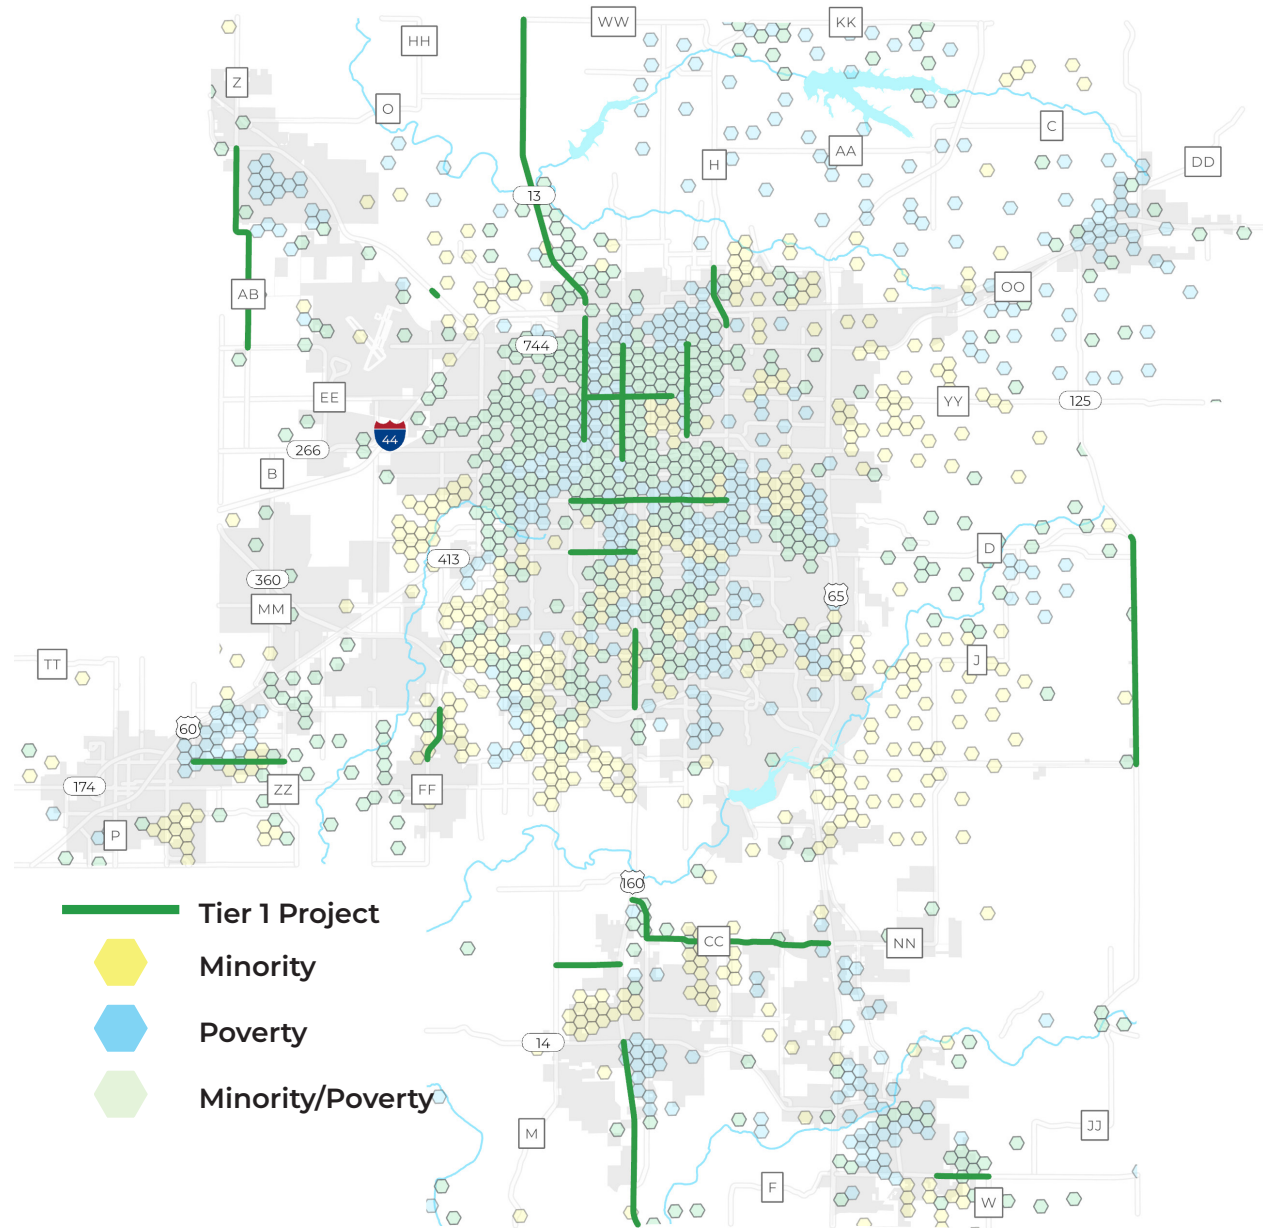 WW
KK
HH
Z
O
C
AA
DD
H
13
OO
AB
744
EE
YY
125
44
266
B
D
413
360
65
MM
TT
J
60
174
ZZ
FF
P
160
Tier 1 Project
CC
NN
Minority
Poverty
14
Minority/Poverty
M
JJ
F
W